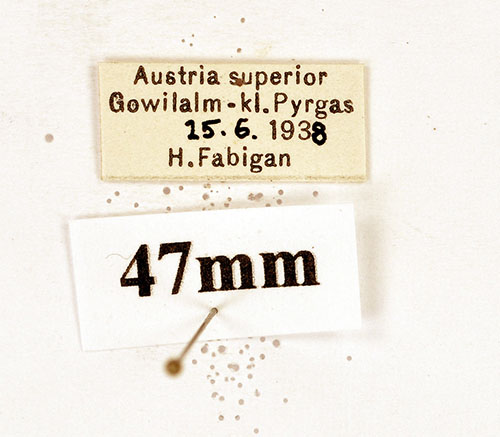 Austria superior
Gowilalm-kl.Pyrgas
15.6. 1938
H.Fabigan
47mm